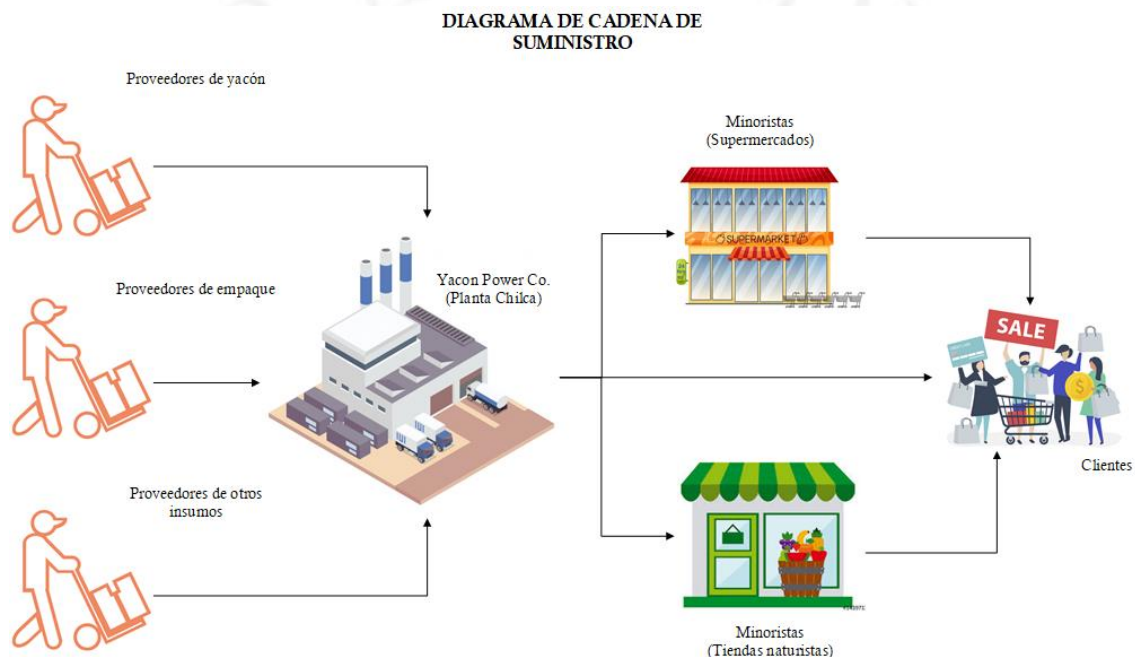 DIAGRAMA DE CADENA DE
SUMINISTRO
Proveedores de yacón
Minoristas
(Supermercados)
SUPERMARKET
Proveedores de empaque
Yacon Power Co.
(Planta Chilca)
SALE
$
Clientes
Proveedores de otros
insumos
Minoristas
(Tiendas naturistas)